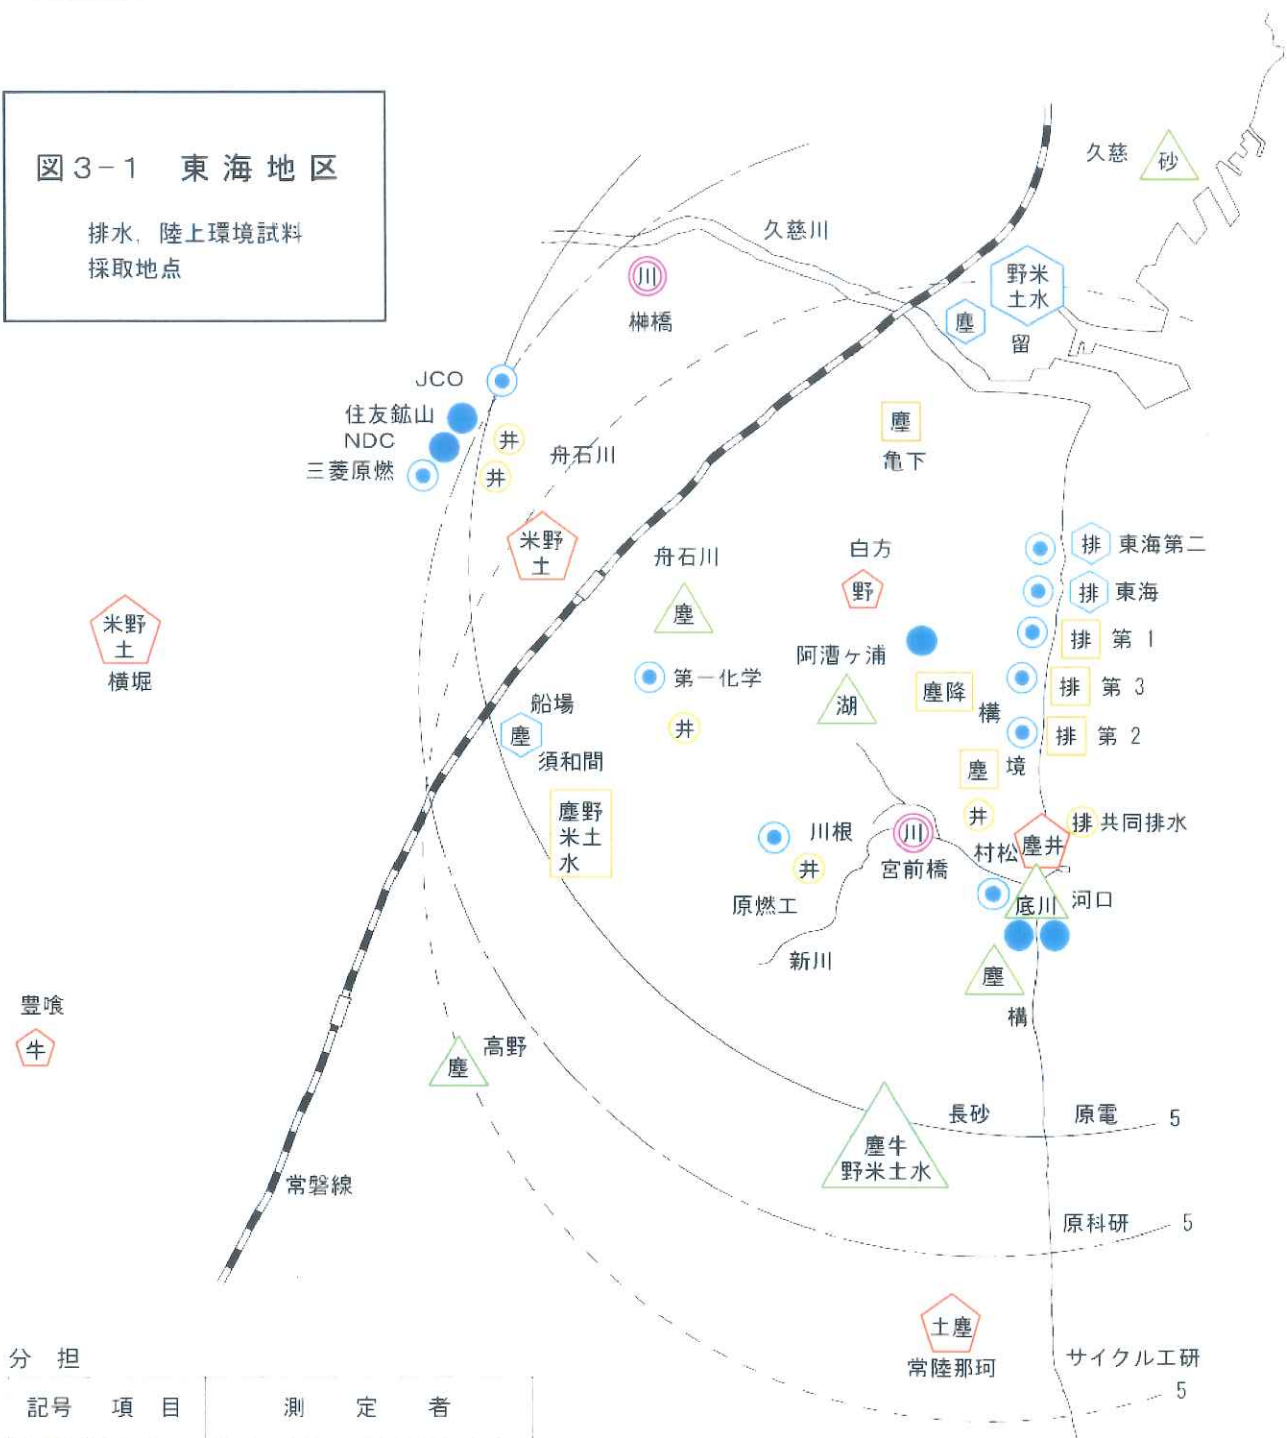 図3-1 東海地区
排水, 陸上環境試料
採取地点
久慈
砂
久慈川
川
榊橋
野米
土水
塵
留
JCO
住友鉱山
NDC
三菱原燃
井
井
舟石川
塵
亀下
米野
土
舟石川
塵
白方
野
排 東海第二
排 東海
排 第 1
排 第 3
排 第 2
米野
土
横堀
阿漕ヶ浦
湖
塵降
構
第一化学
井
船場
塵
須和間
塵野
米土
水
塵
境
井
排 共同排水
川根
井
原燃工
川
宮前橋
村松
塵井
底川
河口
新川
塵
構
豊喰
牛
高野
塵
長砂
原電 5
塵牛
野米土水
常磐線
原科研 5
土塵
常陸那珂
サイクル工研
5
分 担
記号 項 目 測 定 者